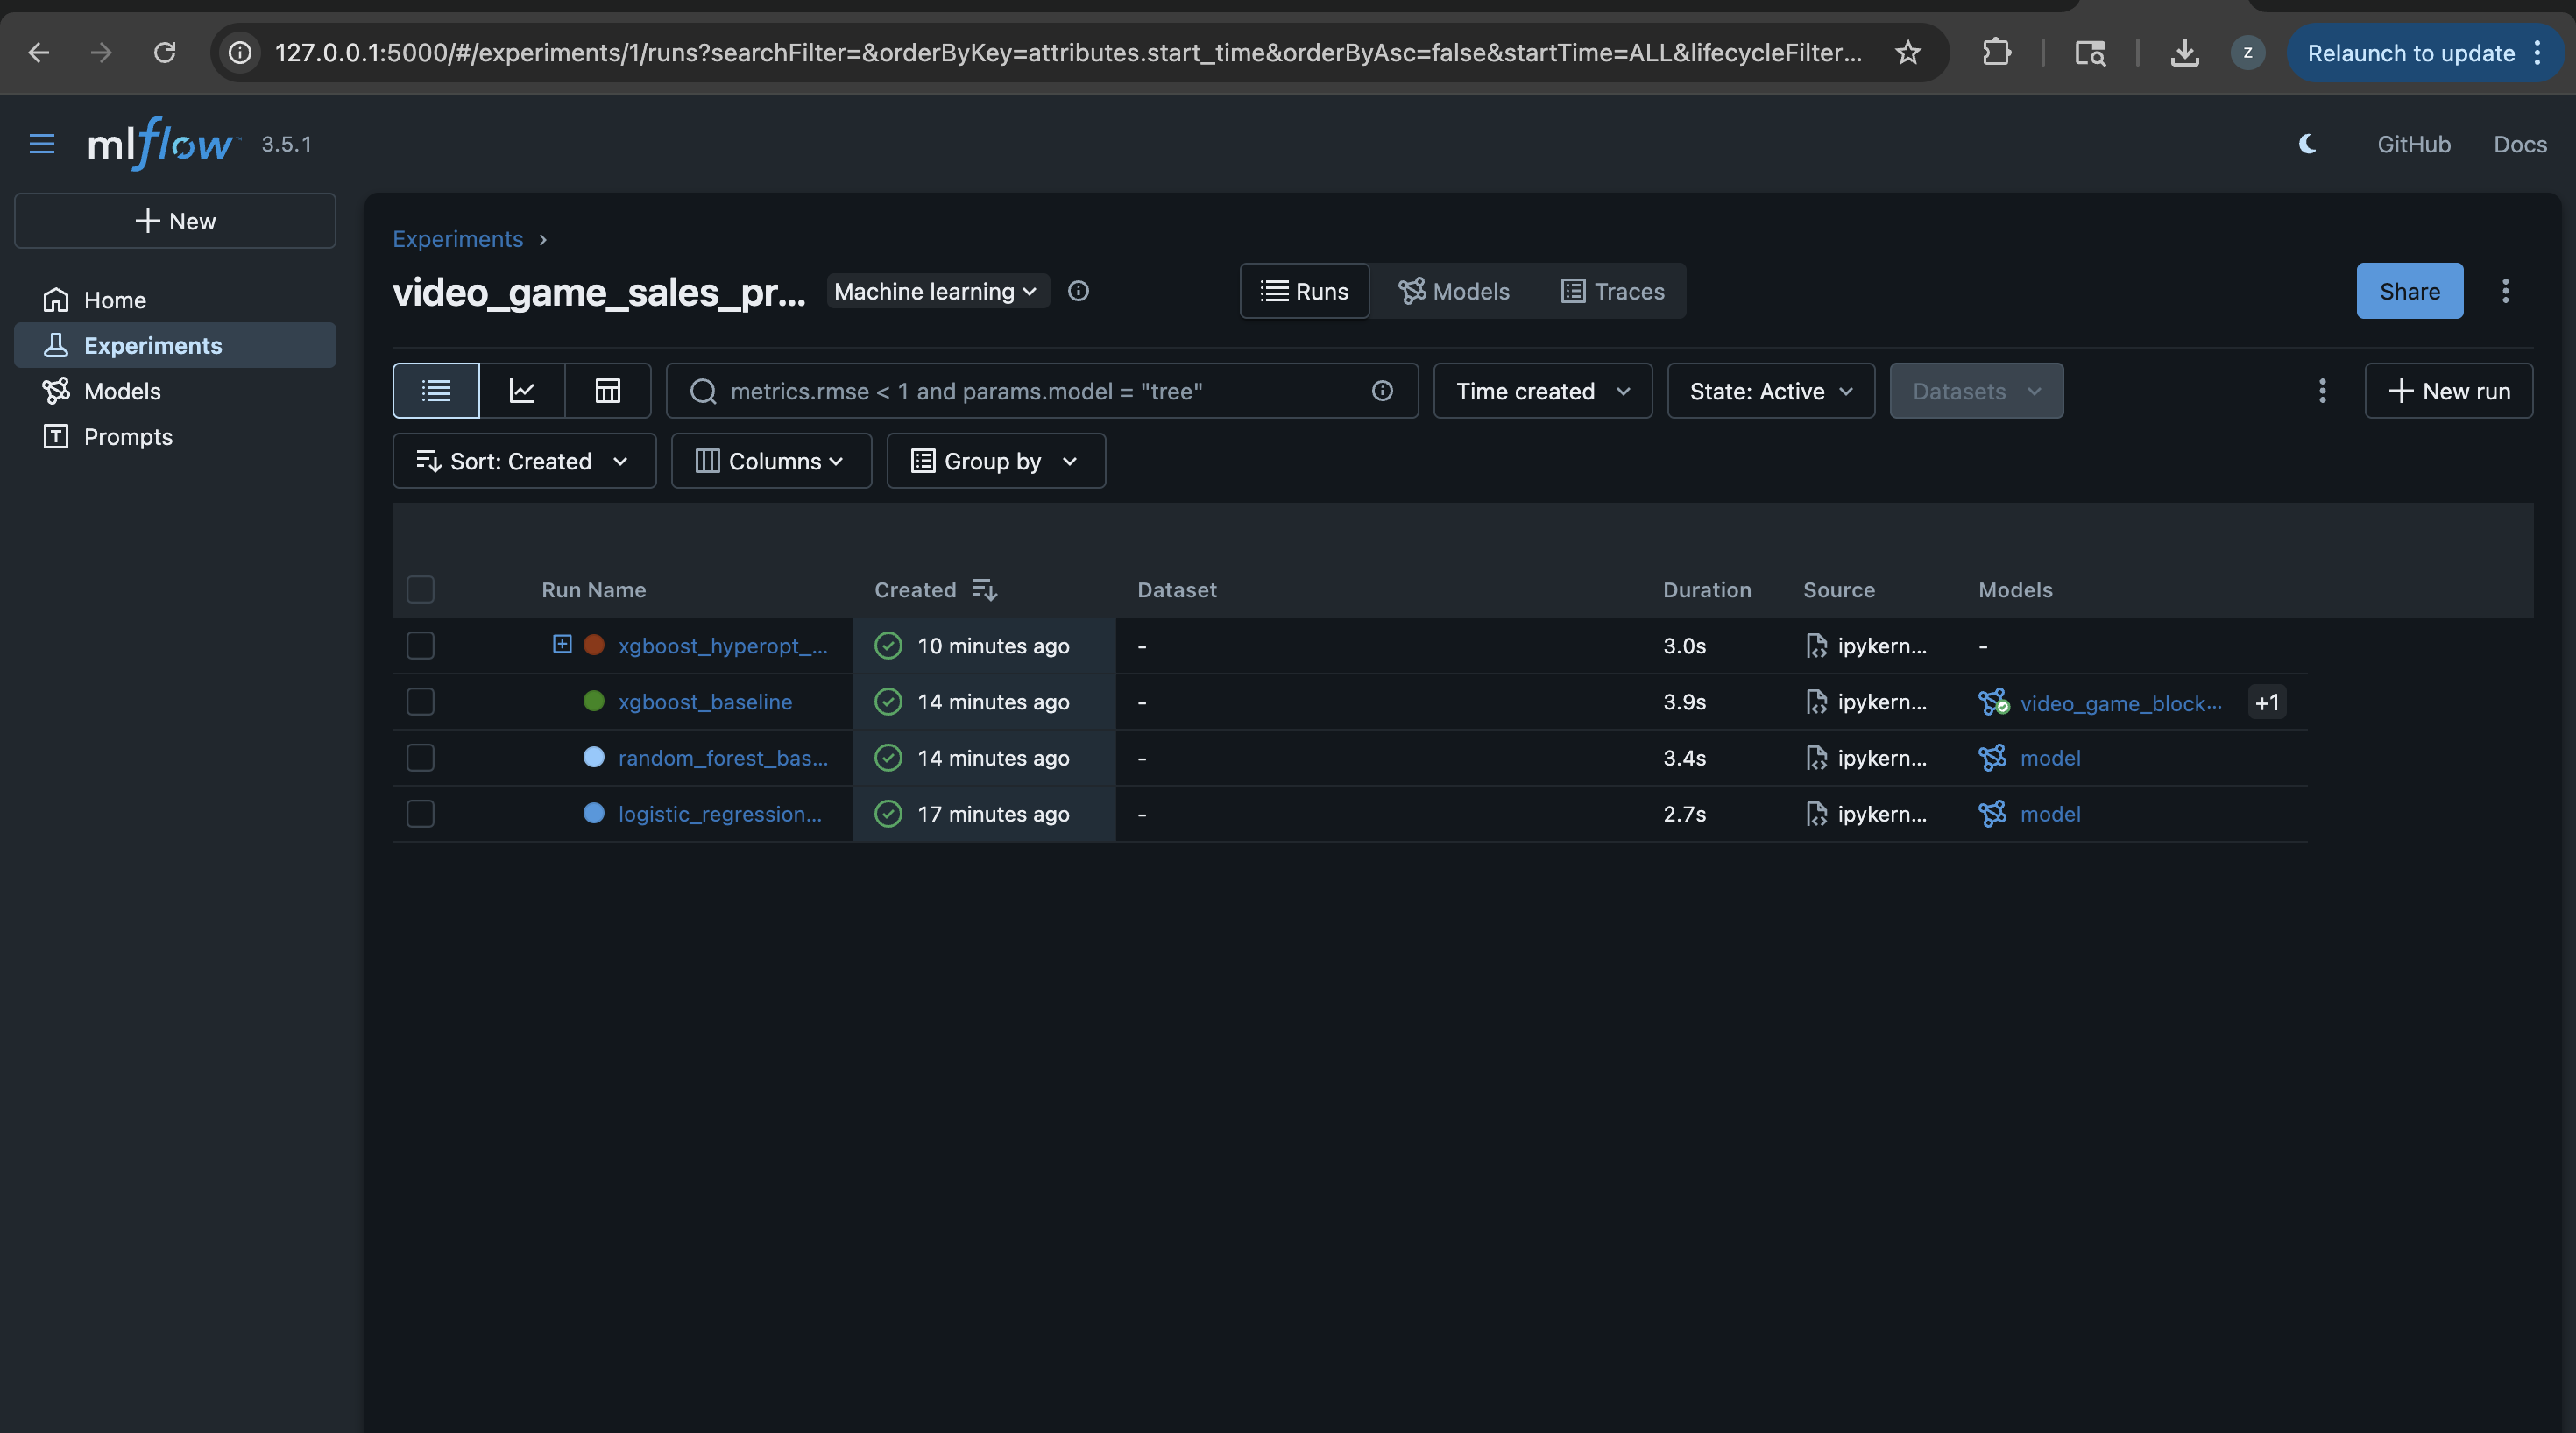 127.0.0.1:5000/#/experiments/1/runs?searchFilter=&orderByKey=attributes.start_time&orderByAsc=false&startTime=ALL&lifecycleFilter...
z
Relaunch to update
mlflow™ 3.5.1
GitHub
Docs
New
Home
Experiments
Models
Prompts
Experiments
video_game_sales_pr...
Machine learning
Runs
Models
Traces
Share
metrics.rmse < 1 and params.model = "tree"
Time created
State: Active
Datasets
New run
Sort: Created
Columns
Group by
Run Name Created Dataset Duration Source Models
xgboost_hyperopt_... 10 minutes ago - 3.0s ipykern... -
xgboost_baseline 14 minutes ago - 3.9s ipykern... video_game_block... +1
random_forest_bas... 14 minutes ago - 3.4s ipykern... model
logistic_regression... 17 minutes ago - 2.7s ipykern... model